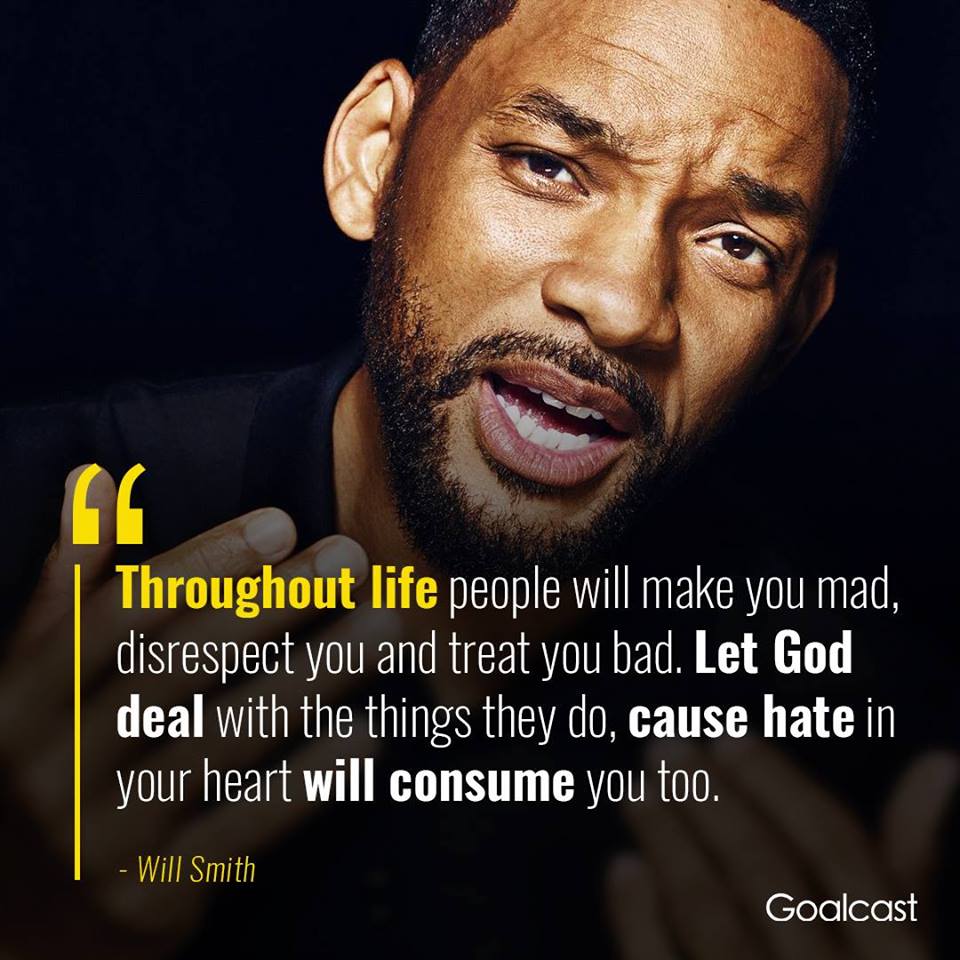 “
Throughout life people will make you mad,
disrespect you and treat you bad. Let God
deal with the things they do, cause hate in
your heart will consume you too.
- Will Smith
Goalcast